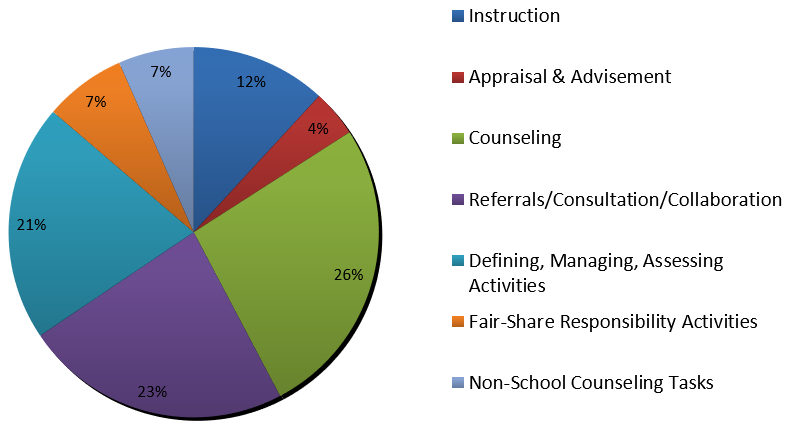 12%
4%
26%
23%
21%
7%
7%
Instruction
Appraisal & Advisement
Counseling
Referrals/Consultation/Collaboration
Defining, Managing, Assessing
Activities
Fair-Share Responsibility Activities
Non-School Counseling Tasks